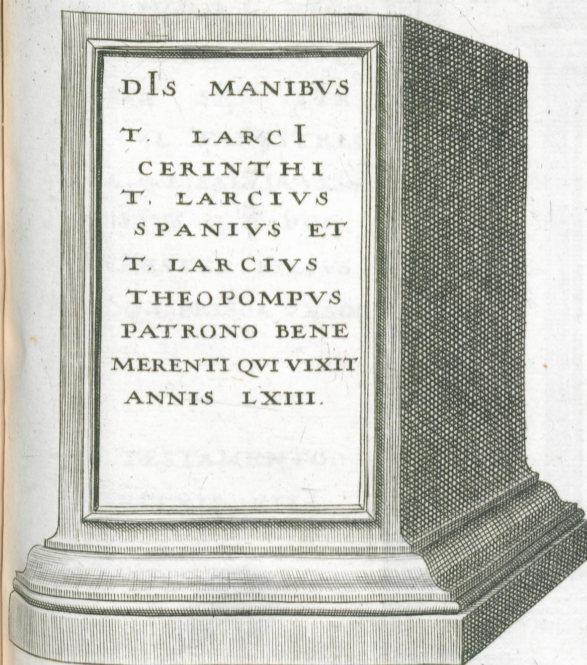 DIS MANIBVS
T. LARCI
CERINTHI
T. LARCIVS
SPANIVS ET
T. LARCIVS
THEOPOMPVS
PATRONO BENE
MERENTI QVI VIXIT
ANNIS LXIII.